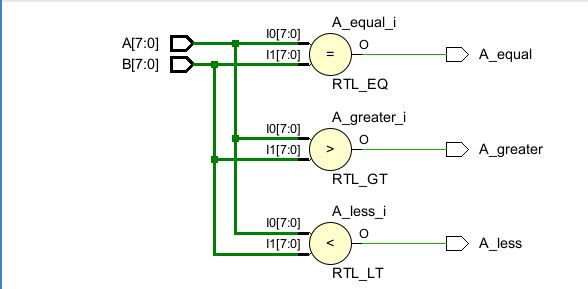 A_equal_i
A[7:0]
I0[7:0]
O
B[7:0]
I1[7:0]
=
A_equal
RTL_EQ
A_greater_i
I0[7:0]
O
I1[7:0]
>
A_greater
RTL_GT
A_less_i
I0[7:0]
O
I1[7:0]
<
A_less
RTL_LT